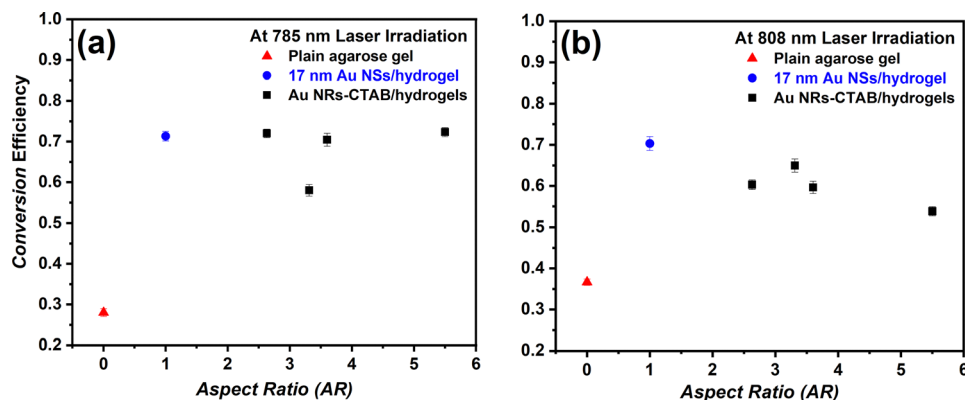 (a)
At 785 nm Laser Irradiation
Plain agarose gel
17 nm Au NSs/hydrogel
Au NRs-CTAB/hydrogels
Conversion Efficiency
1.0
0.9
0.8
0.7
0.6
0.5
0.4
0.3
0.2
0 1 2 3 4 5 6
Aspect Ratio (AR)
(b)
At 808 nm Laser Irradiation
Plain agarose gel
17 nm Au NSs/hydrogel
Au NRs-CTAB/hydrogels
1.0
0.9
0.8
0.7
0.6
0.5
0.4
0.3
0.2
0 1 2 3 4 5 6
Aspect Ratio (AR)